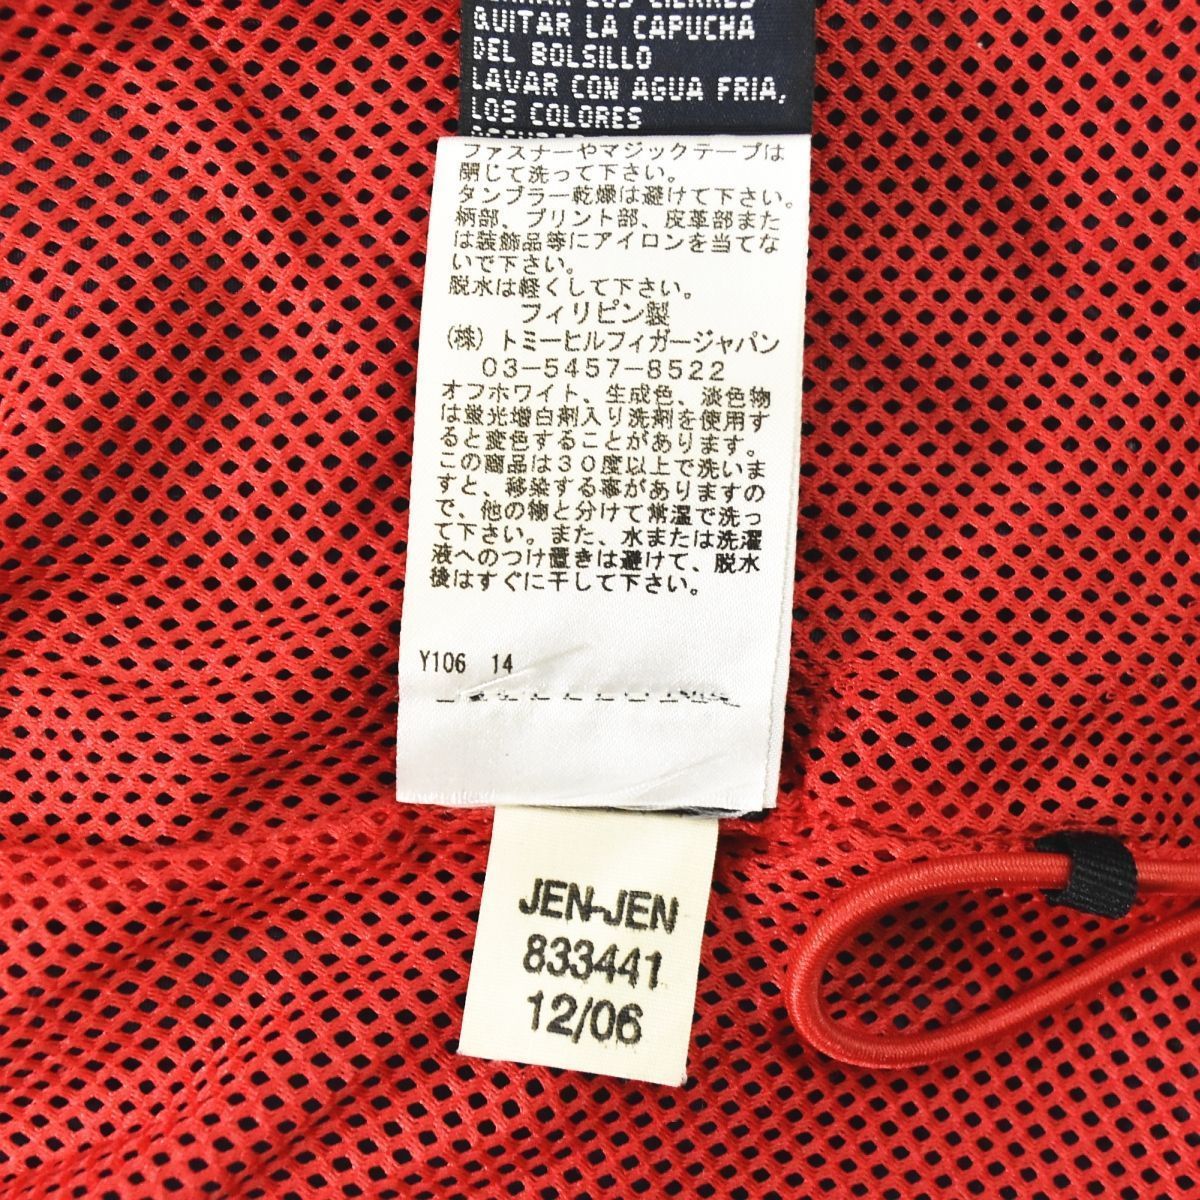 QUITAR LA CAPUCHA
DEL BOLSILLO
LAVAR CON AGUA FRIA,
LOS COLORES
ファスナーやマジックテープは
閉じて洗って下さい。
タンブラー乾燥は避けて下さい。
柄部、プリント部、皮革部また
は装飾品等にアイロンを当てな
いで下さい。
脱水は軽くして下さい。
フィリピン製
(株) トミーヒルフィガージャパン
03-5457-8522
オフホワイト、生成色、淡色物
は蛍光増白剤入り洗剤を使用す
ると変色することがあります。
この商品は30度以上で洗いま
すと、移染する事がありますの
で、他の物と分けて常温で洗っ
て下さい。また、水または洗濯
液へのつけ置きは避けて、脱水
後はすぐに干して下さい。
Y106 14
JEN-JEN
833441
12/06